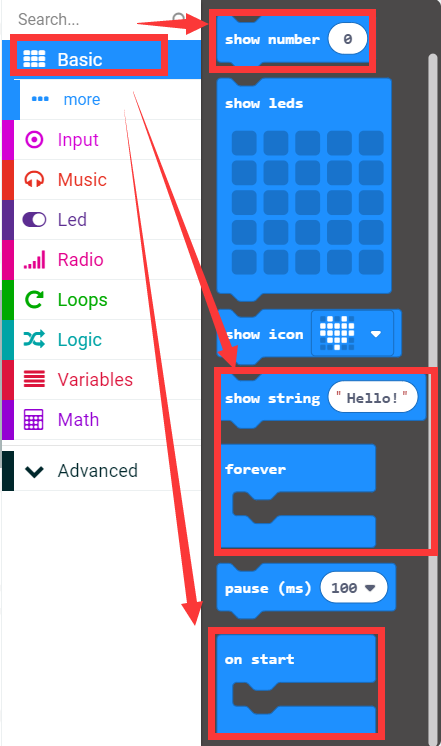 Search...
Basic
more
Input
Music
Led
Radio
Loops
Logic
Variables
Math
Advanced
show number 0
show leds
show icon
show string "Hello!"
forever
pause (ms) 100
on start